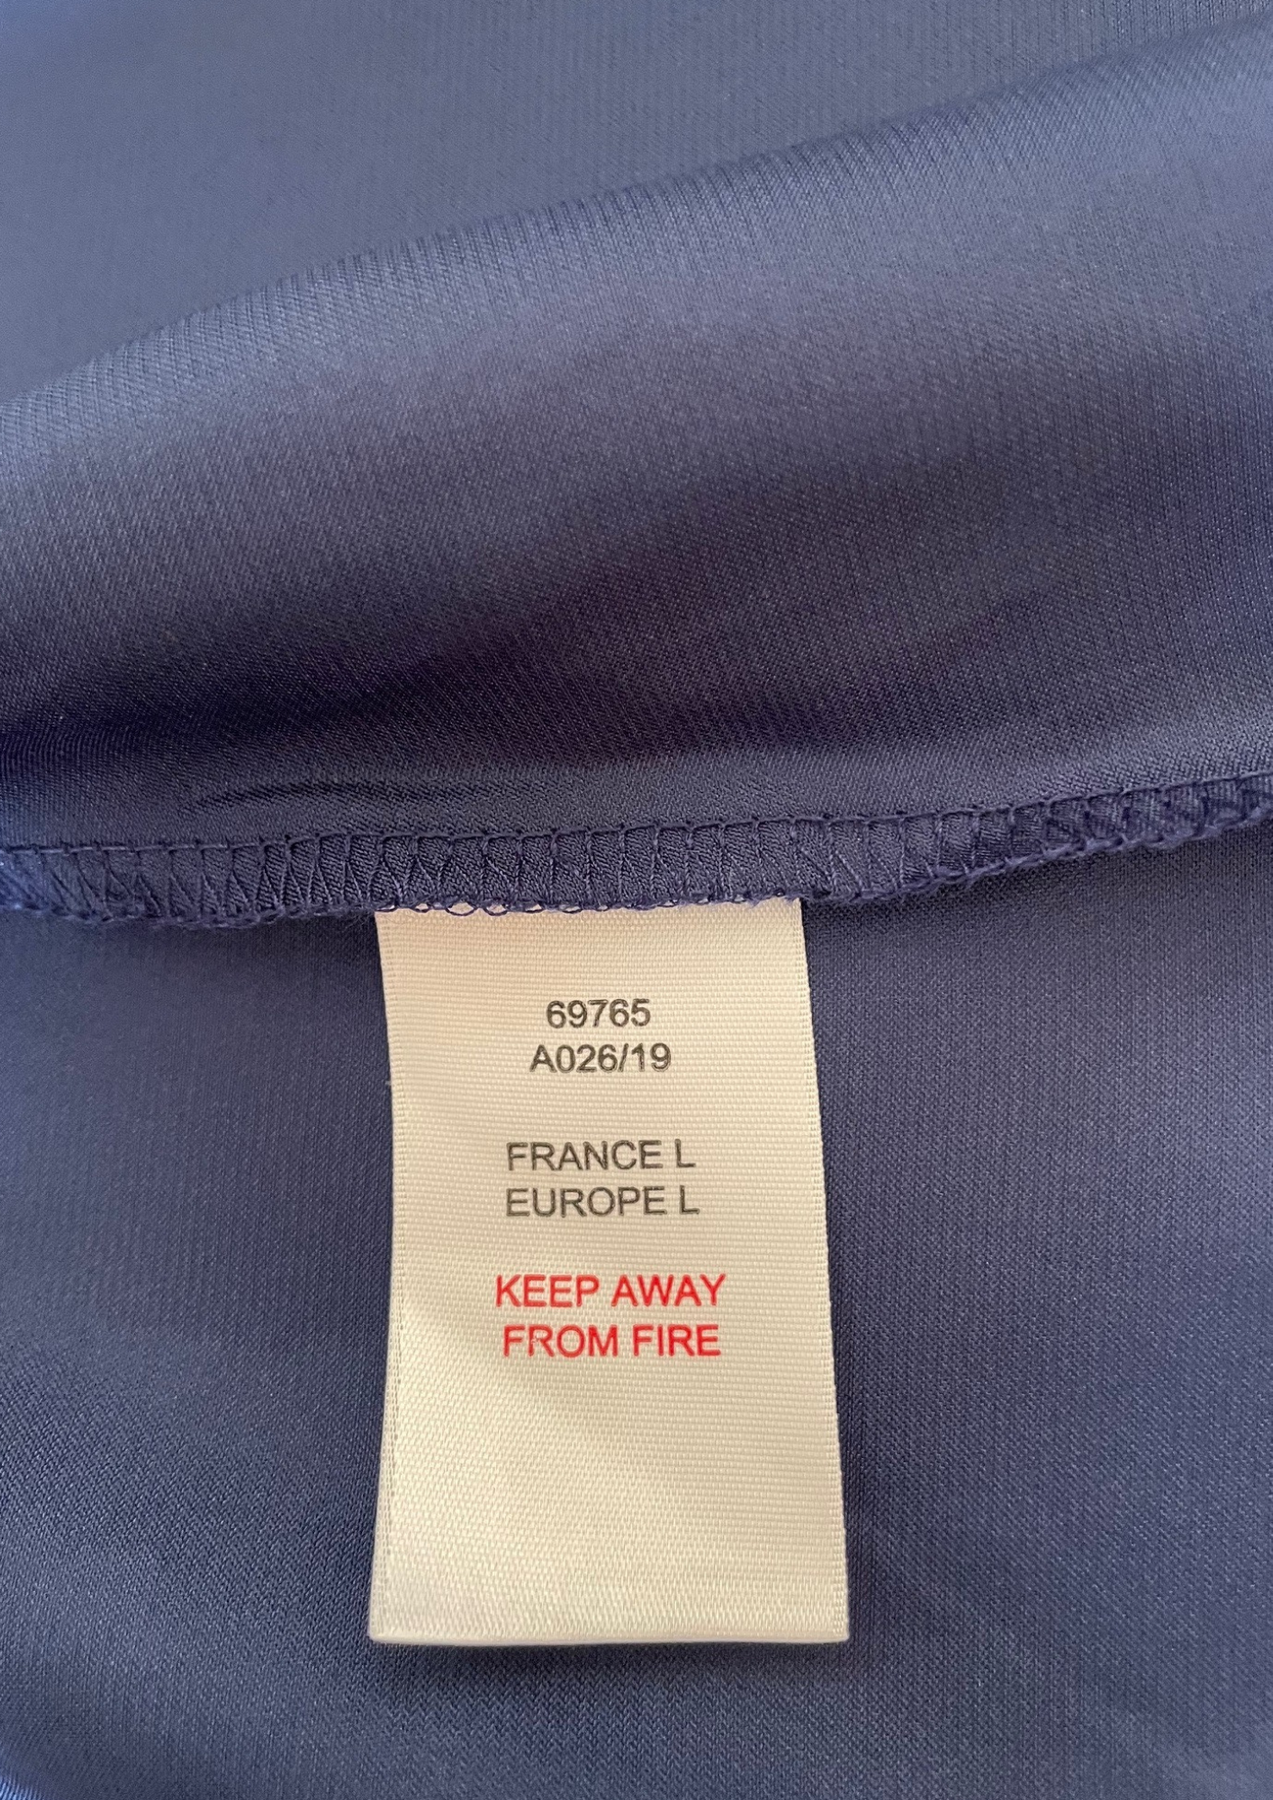 69765
A026/19
FRANCE L
EUROPE L
KEEP AWAY
FROM FIRE